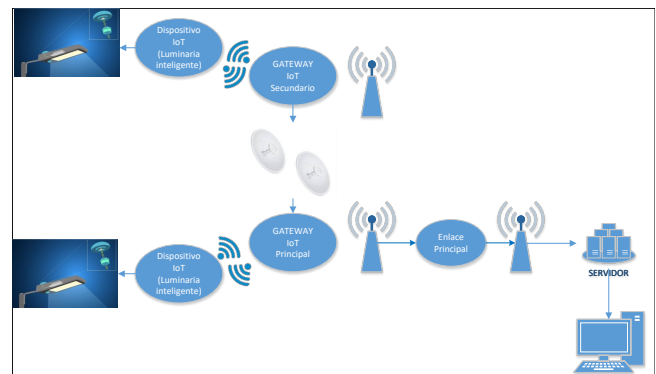 Dispositivo
IoT
(Luminaria
inteligente)
GATEWAY
IoT
Secundario
GATEWAY
IoT
Principal
Enlace
Principal
SERVIDOR
Dispositivo
IoT
(Luminaria
inteligente)